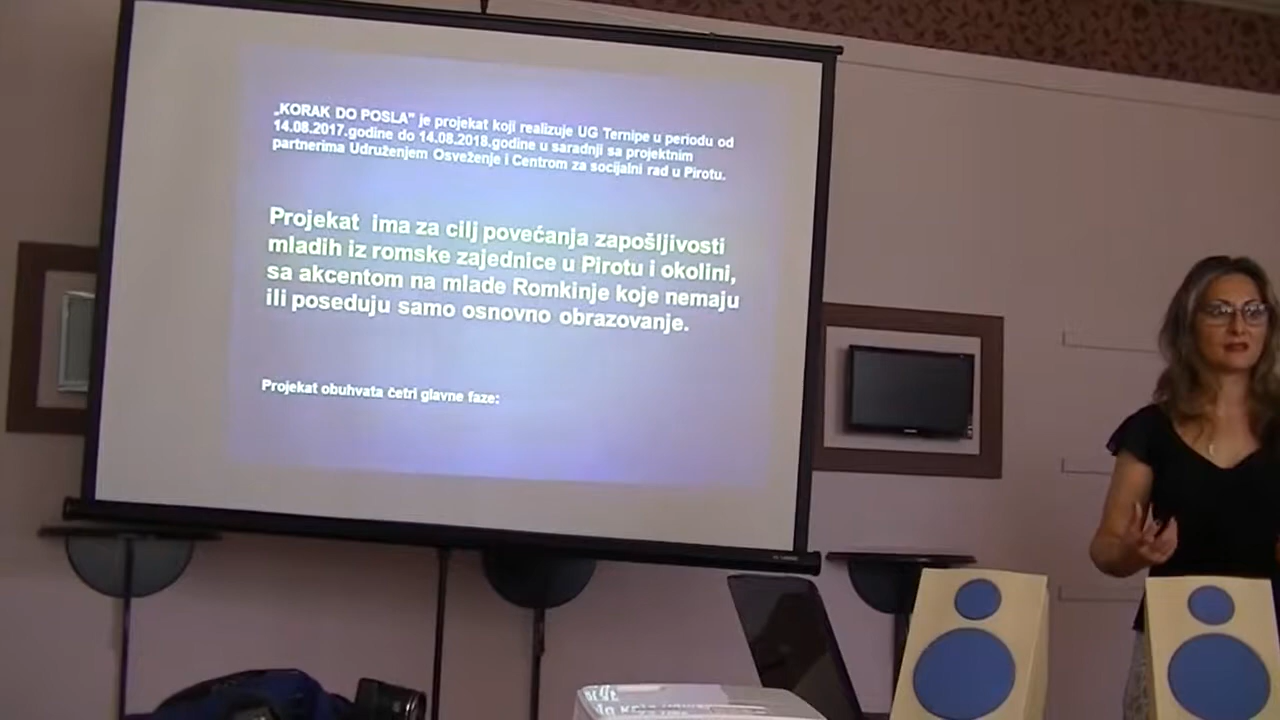 „KORAK DO POSLA" je projekat koji realizuje UG Ternipe u periodu od
14.08.2017.godine do 14.08.2018.godine u saradnji sa projektnim
partnerima Udruženjem Osveženje i Centrom za socijalni rad u Pirotu.
Projekat ima za cilj povećanja zapošljivosti
mladih iz romske zajednice u Pirotu i okolini,
sa akcentom na mlade Romkinje koje nemaju
ili poseduju samo osnovno obrazovanje.
Projekat obuhvata četri glavne faze: